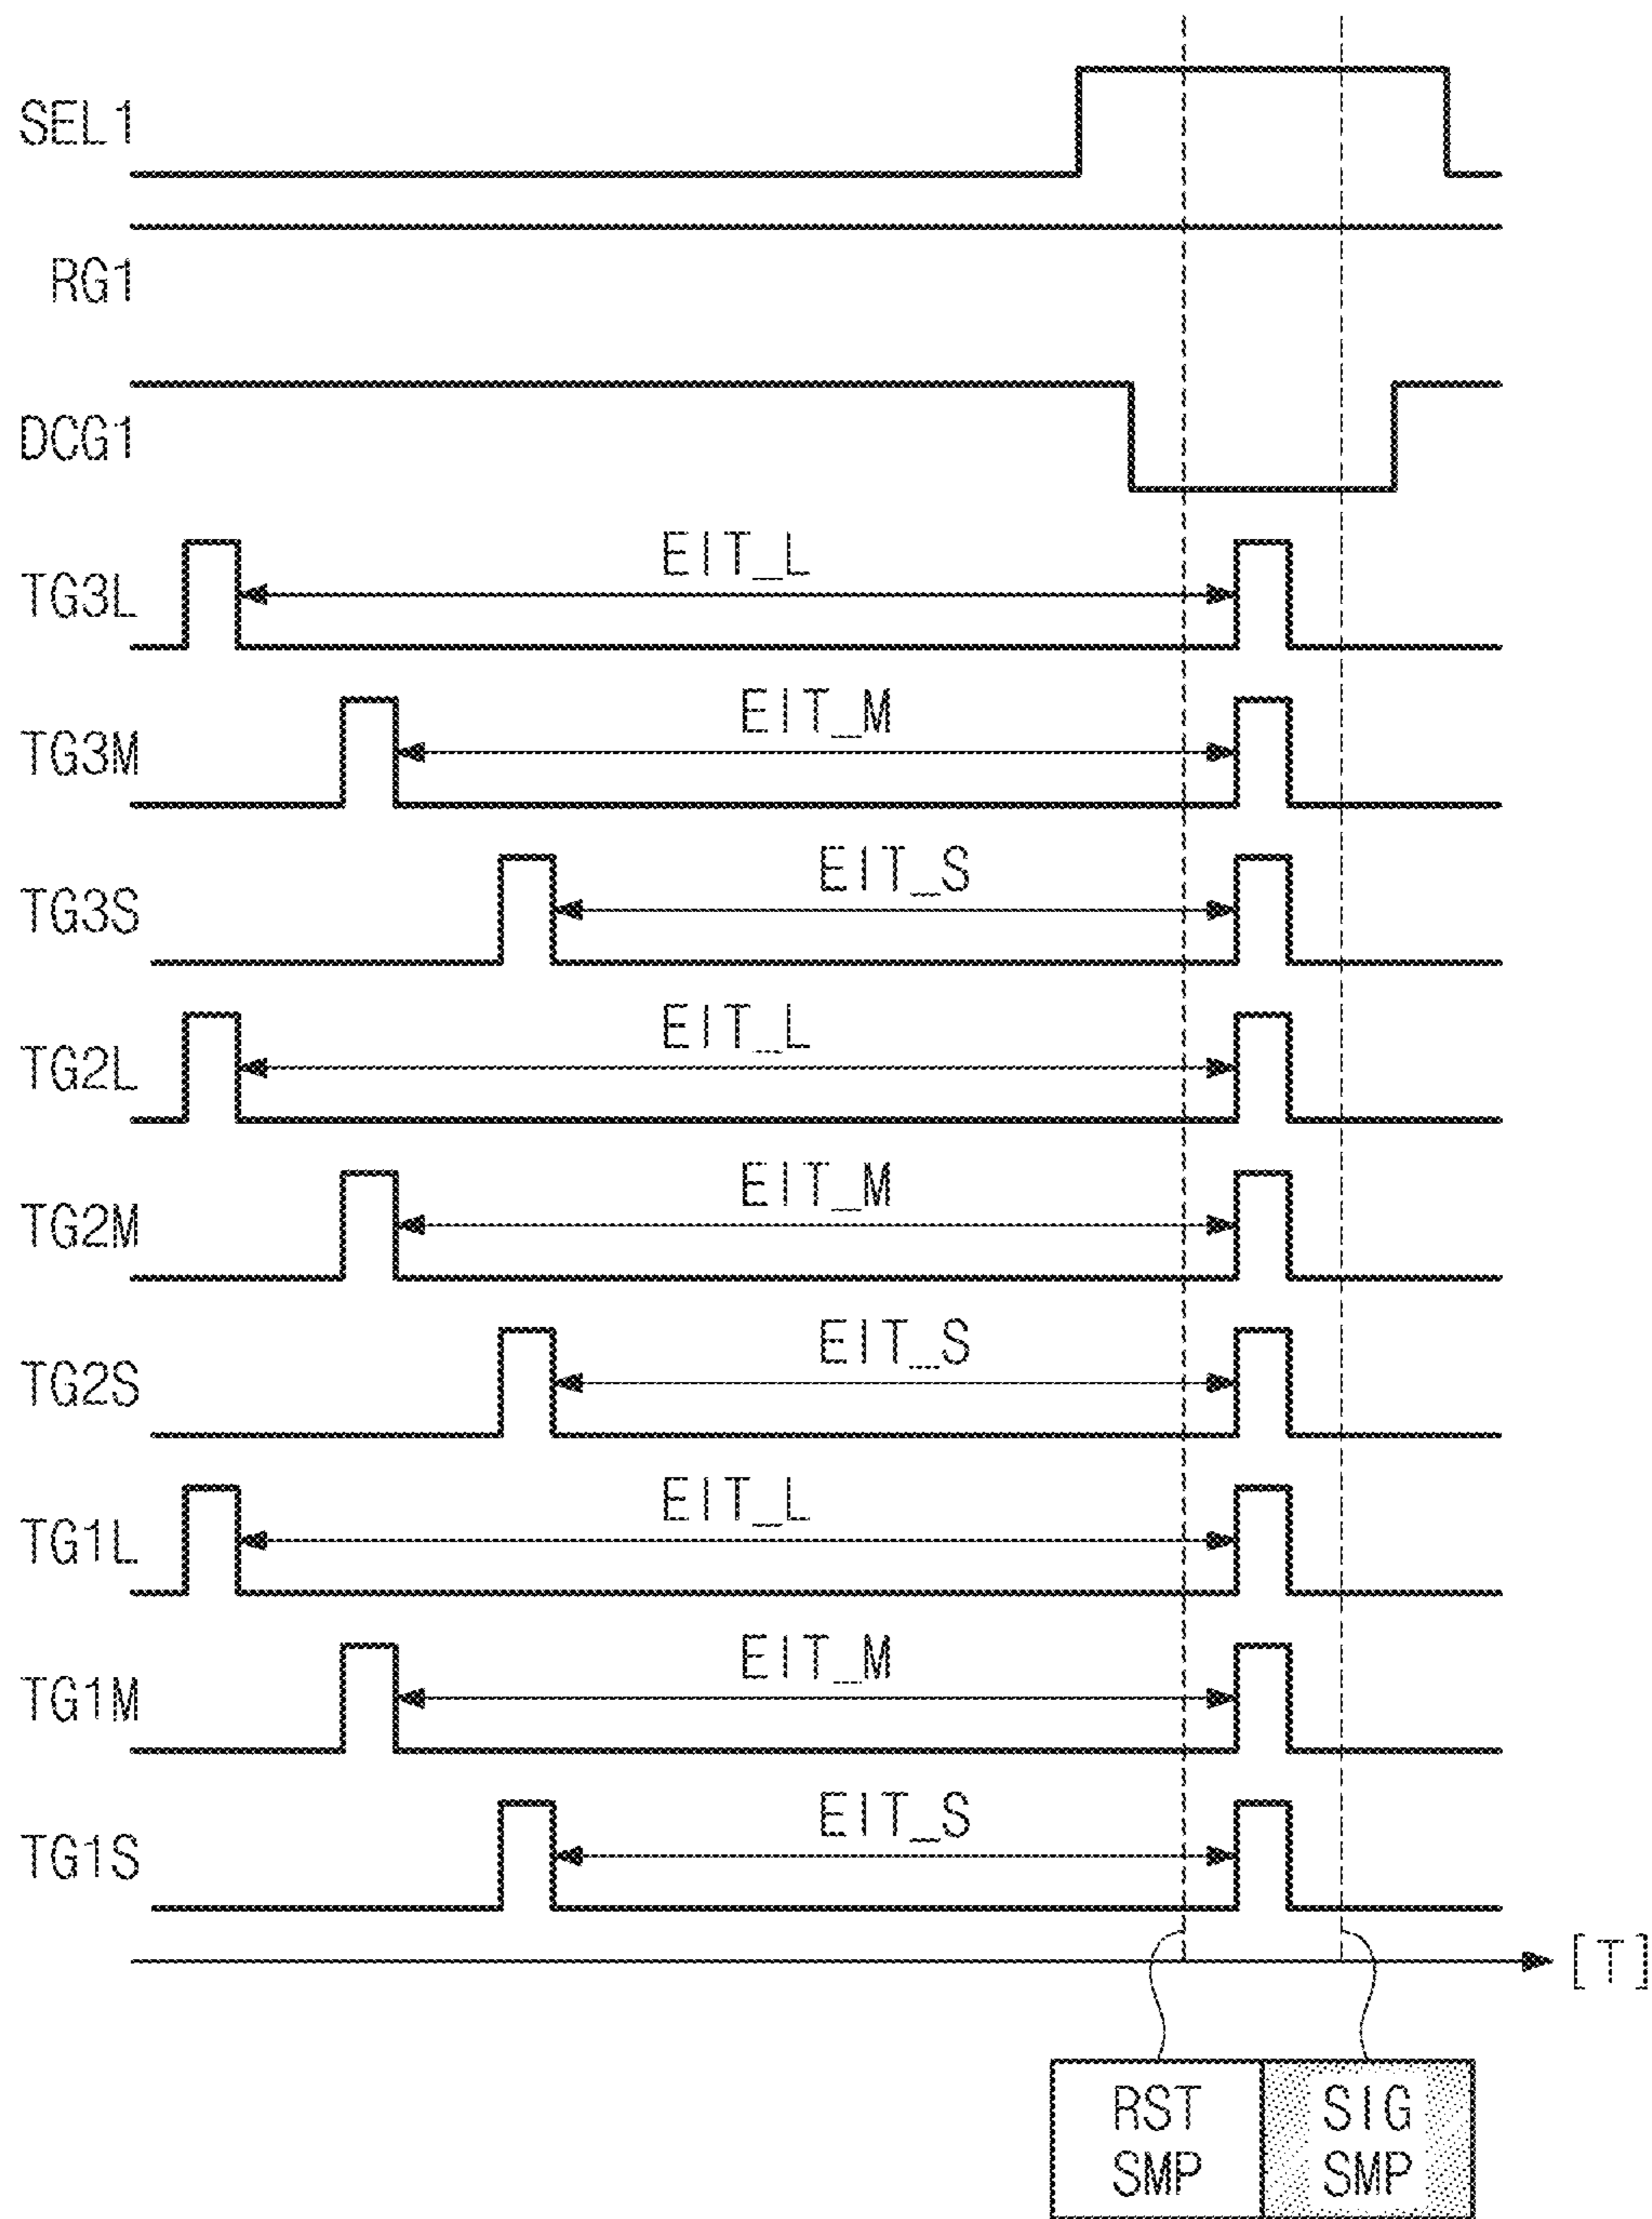 SEL1
RG1
DCG1
TG3L EIT_L
TG3M EIT_M
TG3S EIT_S
TG2L EIT_L
TG2M EIT_M
TG2S EIT_S
TG1L EIT_L
TG1M EIT_M
TG1S EIT_S
[T]
RST SIG
SMP SMP